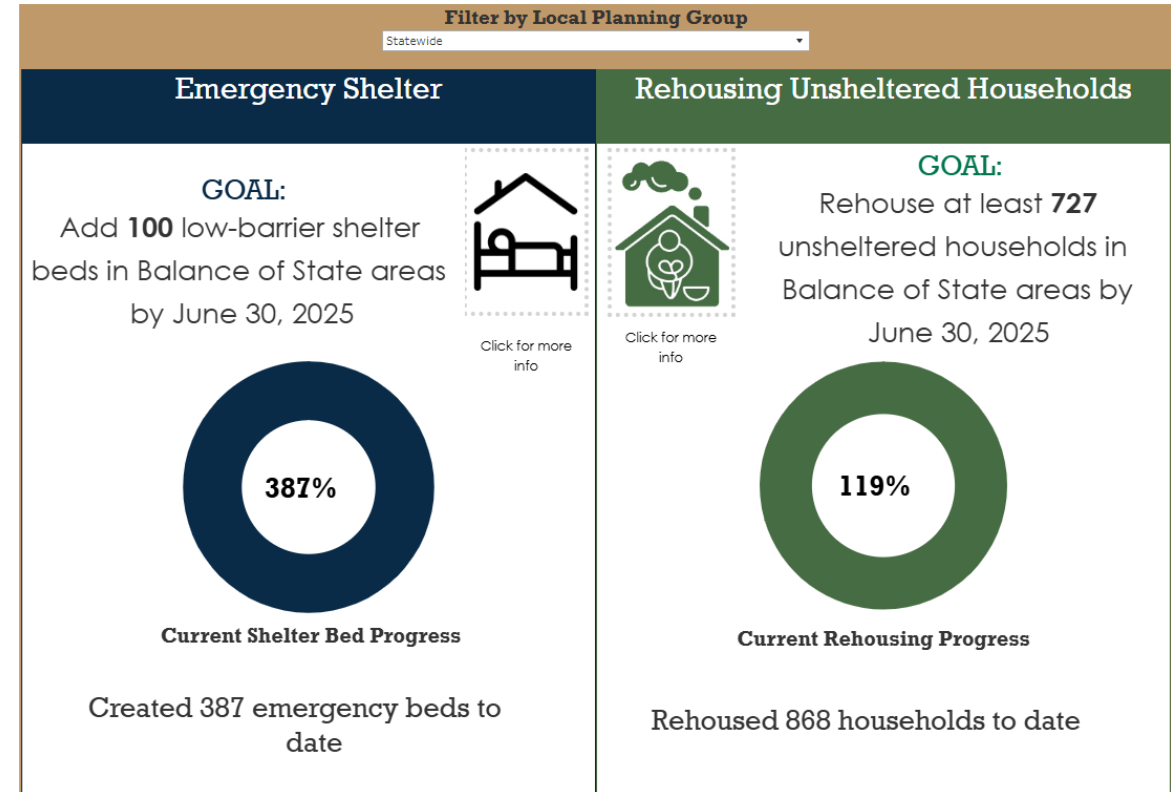 Filter by Local Planning Group
Statewide
Emergency Shelter
GOAL:
Add 100 low-barrier shelter
beds in Balance of State areas
by June 30, 2025
Click for more
info
387%
Current Shelter Bed Progress
Created 387 emergency beds to
date
Rehousing Unsheltered Households
Click for more
info
GOAL:
Rehouse at least 727
unsheltered households in
Balance of State areas by
June 30, 2025
119%
Current Rehousing Progress
Rehoused 868 households to date